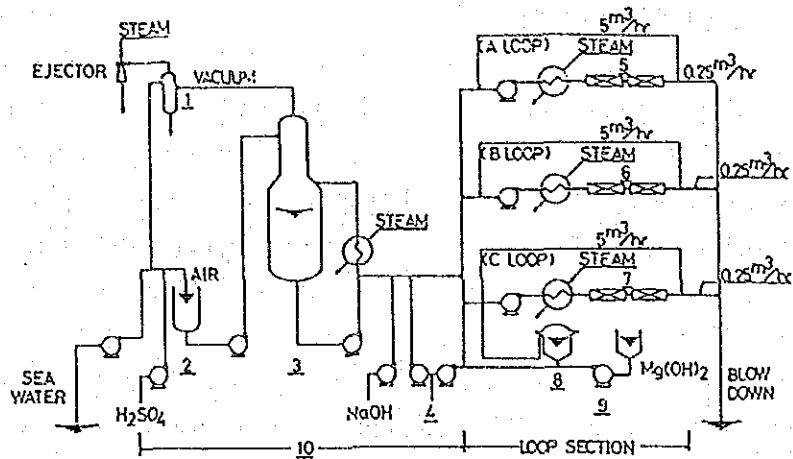 STEAM
EJECTOR
1
VACUUM
AIR
2
3
STEAM
SEA
WATER
H2SO4
NaOH
4
10
5m3/hr
(A LOOP)
STEAM
5
0.25m3/hr
5m3/hr
(B LOOP)
STEAM
6
0.25m3/hr
5m3/hr
(C LOOP)
STEAM
7
0.25m3/hr
8
9
Mg(OH)2
BLOW
DOWN
LOOP SECTION